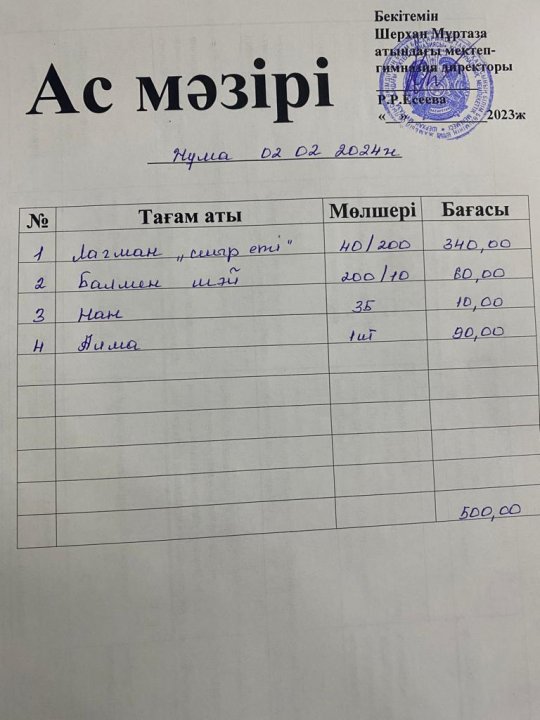 Бекітемін
Шерхан Мұртаза
атындағы мектеп-
гимназия директоры
Р.Р.Есеева
« » 2023ж
Ас мәзірі
Жұма 02 02 2024ж
№ Тағам аты Мөлшері Бағасы
1 Лагман „сиыр еті" 40/200 340,00
2 Балмен шәй 200/10 60,00
3 Нан 3Б 10,00
4 Алма 1шт 90,00
500,00